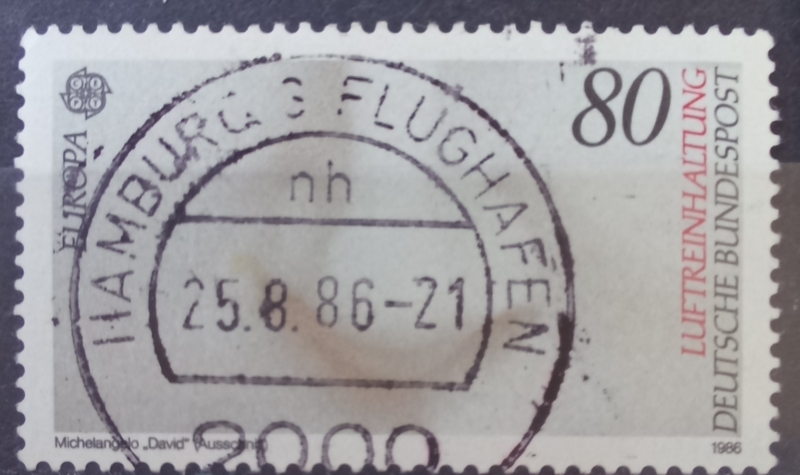 EUROPA
80
LUFTREINHALTUNG
DEUTSCHE BUNDESPOST
HAMBURG 3 FLUGHAFEN
nh
25.8.86-21
2000
Michelangelo „David" (Ausschnitt)
1986